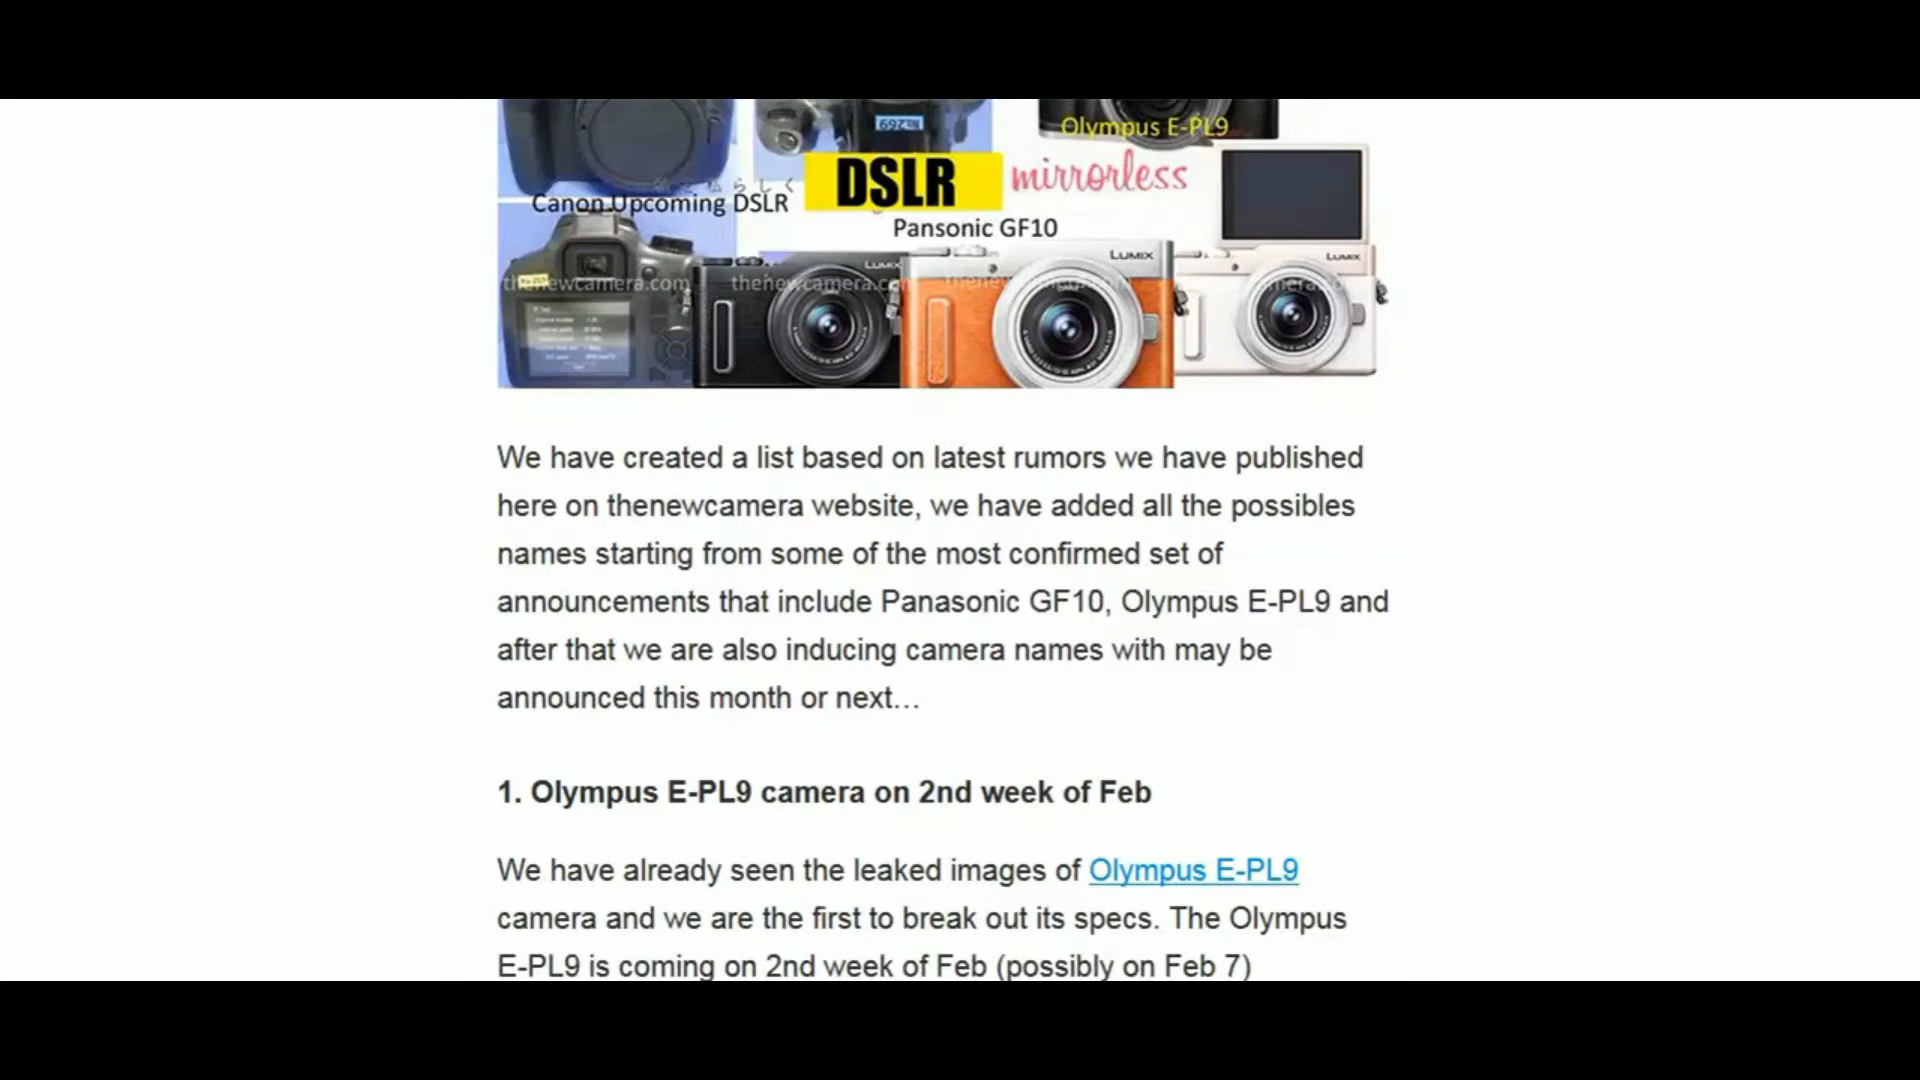 Olympus E-PL9
DSLR
mirrorless
Canon Upcoming DSLR
Pansonic GF10
LUMIX
LUMIX
LUMIX
thenewcamera.com
thenewcamera.com
We have created a list based on latest rumors we have published
here on thenewcamera website, we have added all the possibles
names starting from some of the most confirmed set of
announcements that include Panasonic GF10, Olympus E-PL9 and
after that we are also inducing camera names with may be
announced this month or next...
1. Olympus E-PL9 camera on 2nd week of Feb
We have already seen the leaked images of Olympus E-PL9
camera and we are the first to break out its specs. The Olympus
E-PL9 is coming on 2nd week of Feb (possibly on Feb 7)